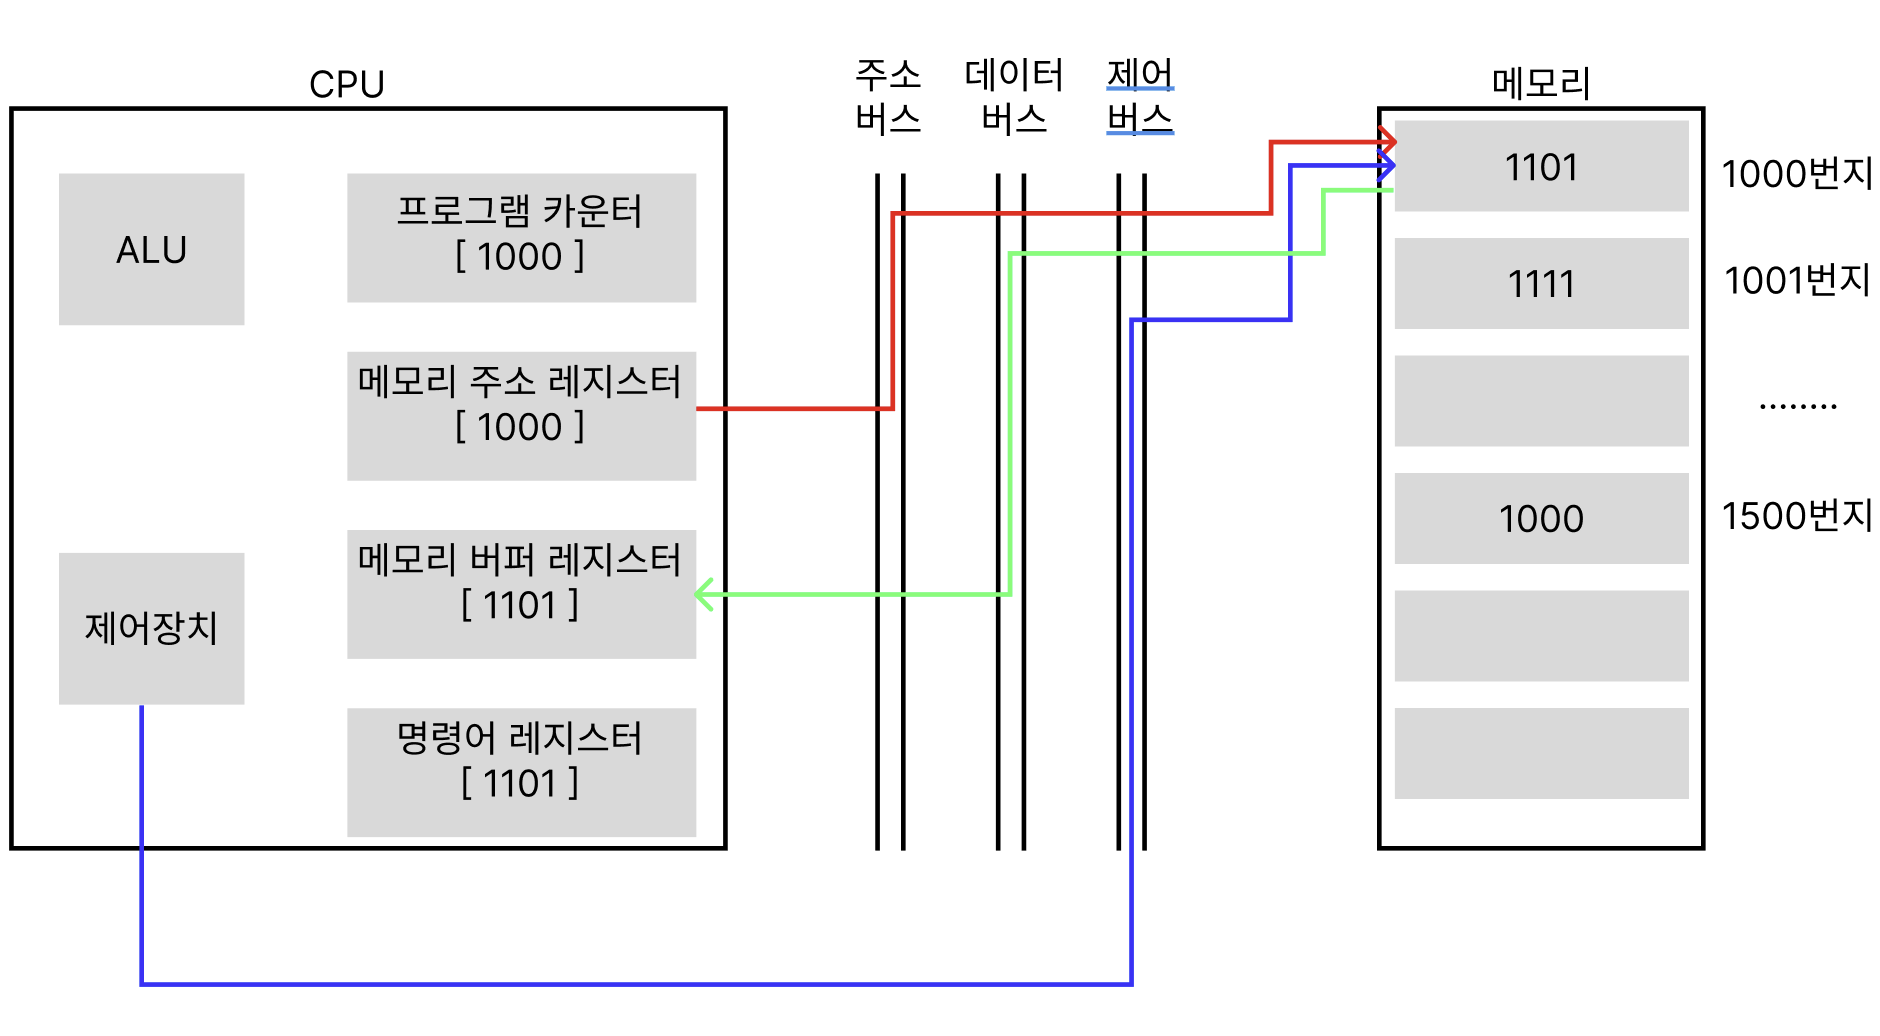 CPU
ALU
제어장치
프로그램 카운터
[ 1000 ]
메모리 주소 레지스터
[ 1000 ]
메모리 버퍼 레지스터
[ 1101 ]
명령어 레지스터
[ 1101 ]
주소
버스
데이터
버스
제어
버스
메모리
1101
1000번지
1111
1001번지
........
1000
1500번지